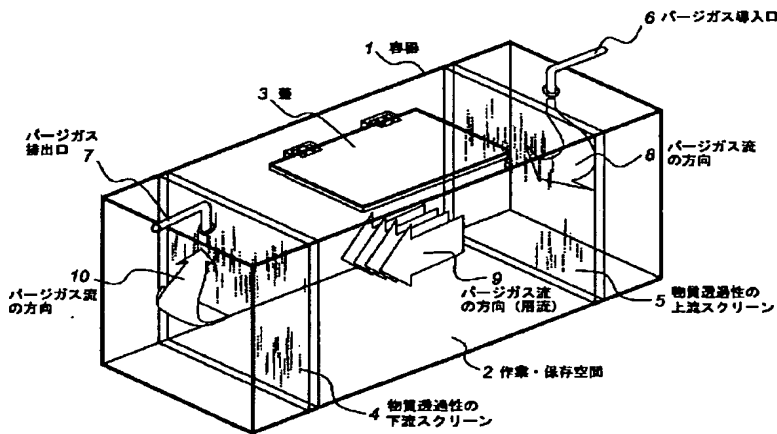 6 パージガス導入口
1 容器
3 蓋
パージガス
排出口
7
8
パージガス流
の方向
10
パージガス流
の方向
9
パージガス流
の方向（層流）
5 物質透過性の
上流スクリーン
2 作業・保存空間
4 物質透過性の
下流スクリーン